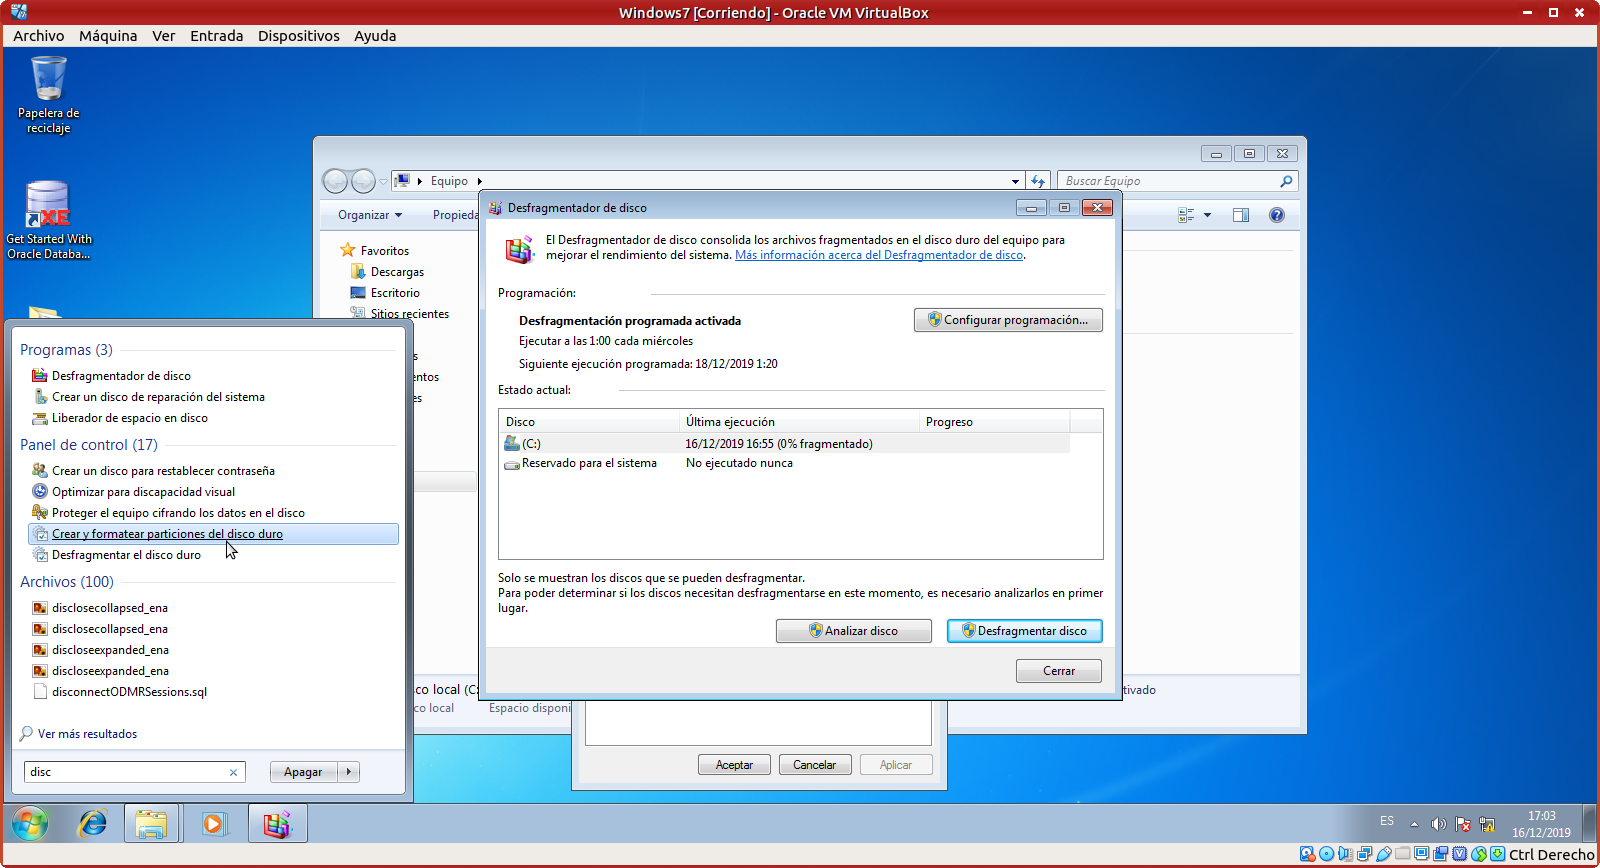 Windows7 [Corriendo] - Oracle VM VirtualBox
Archivo Máquina Ver Entrada Dispositivos Ayuda
Papelera de
reciclaje
XE
Get Started With
Oracle Databa...
Equipo
Buscar Equipo
Organizar
Propieda
Favoritos
Descargas
Escritorio
Sitios recientes
s
entos
es
Desfragmentador de disco
El Desfragmentador de disco consolida los archivos fragmentados en el disco duro del equipo para
mejorar el rendimiento del sistema. Más información acerca del Desfragmentador de disco.
Programación:
Desfragmentación programada activada
Configurar programación...
Ejecutar a las 1:00 cada miércoles
Siguiente ejecución programada: 18/12/2019 1:20
Estado actual:
Disco Última ejecución Progreso
(C:) 16/12/2019 16:55 (0% fragmentado)
Reservado para el sistema No ejecutado nunca
Solo se muestran los discos que se pueden desfragmentar.
Para poder determinar si los discos necesitan desfragmentarse en este momento, es necesario analizarlos en primer
lugar.
Analizar disco Desfragmentar disco
Cerrar
co local (C:
co local Espacio disponi
tivado
Aceptar Cancelar Aplicar
Programas (3)
Desfragmentador de disco
Crear un disco de reparación del sistema
Liberador de espacio en disco
Panel de control (17)
Crear un disco para restablecer contraseña
Optimizar para discapacidad visual
Proteger el equipo cifrando los datos en el disco
Crear y formatear particiones del disco duro
Desfragmentar el disco duro
Archivos (100)
disclosecollapsed_ena
disclosecollapsed_ena
discloseexpanded_ena
discloseexpanded_ena
disconnectODMRSessions.sql
Ver más resultados
disc
Apagar
ES
17:03
16/12/2019
Ctrl Derecho